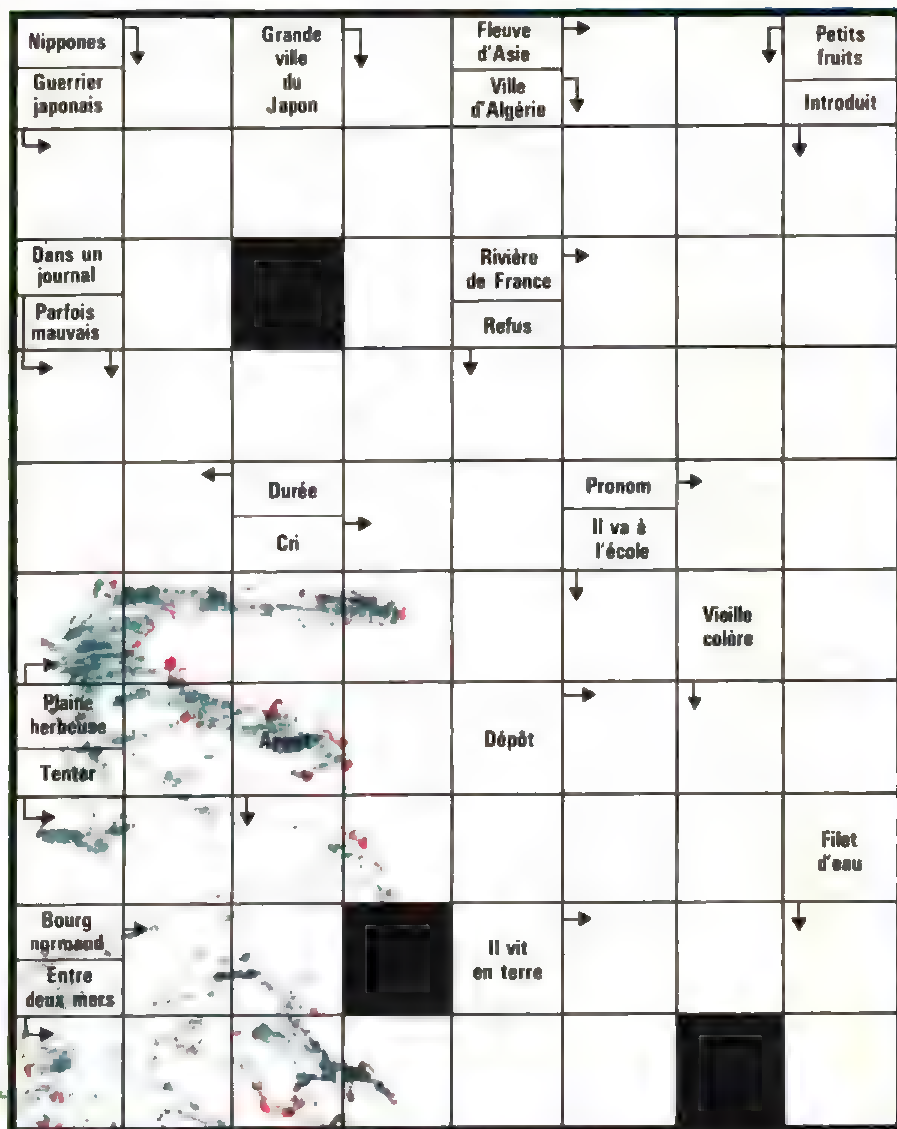 Nippones
Guerrier
japonais
Grande
ville
du
Japon
Fleuve
d'Asie
Ville
d'Algérie
Petits
fruits
Introduit
Dans un
journal
Parfois
mauvais
Rivière
de France
Refus
Durée
Cri
Pronom
Il va à
l'école
Vieille
colère
Plaine
herbeuse
Tenter
Dépôt
Filet
d'eau
Bourg
normand
Entre
deux mers
Il vit
en terre